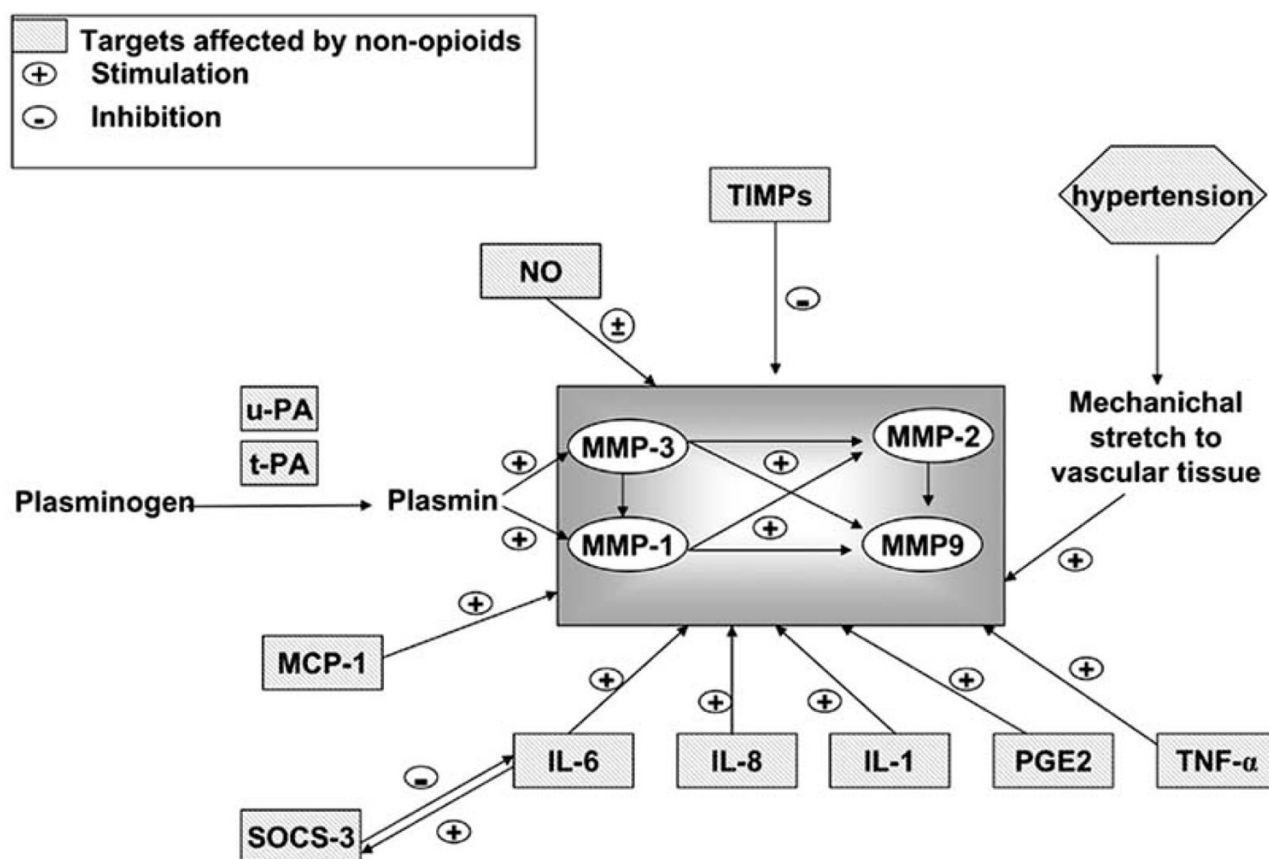 Targets affected by non-opioids
+ Stimulation
- Inhibition
TIMPs
hypertension
NO
-
±
u-PA
t-PA
Plasminogen
Plasmin
+
+
MMP-3
MMP-2
+
+
MMP-1
MMP9
Mechanichal
stretch to
vascular tissue
+
MCP-1
+
+
+
+
+
+
IL-6
IL-8
IL-1
PGE2
TNF-α
-
+
SOCS-3